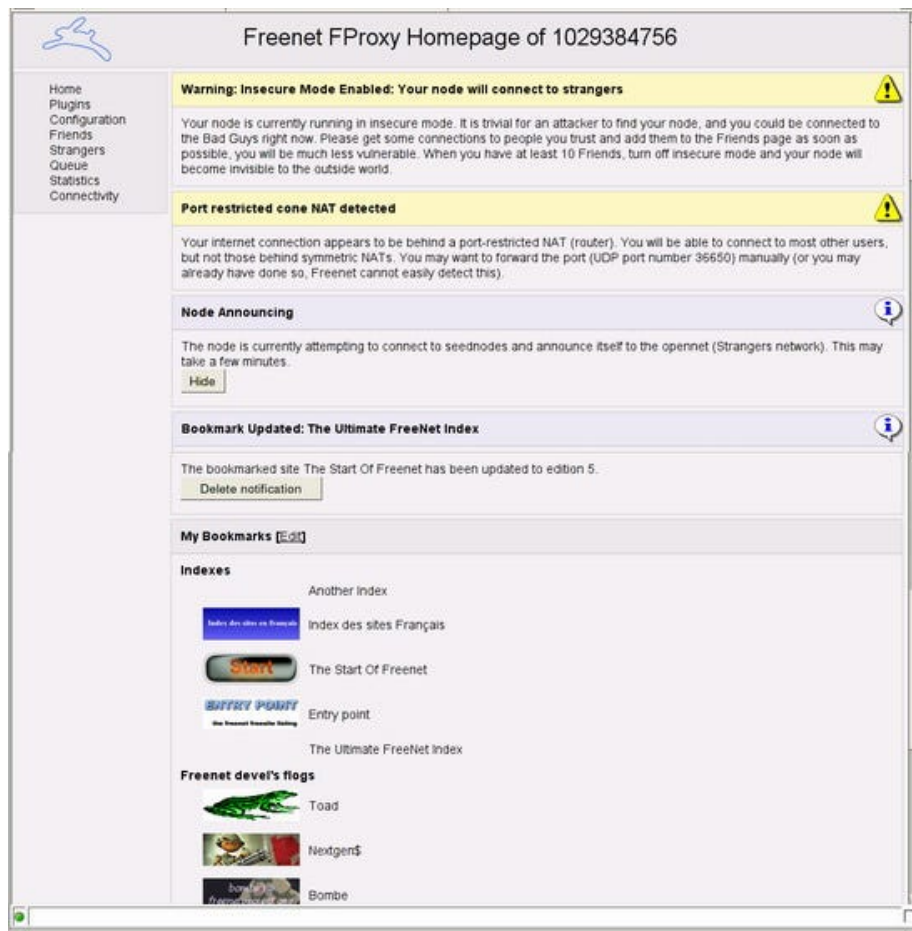 Freenet FProxy Homepage of 1029384756
Home
Plugins
Configuration
Friends
Strangers
Queue
Statistics
Connectivity
Warning: Insecure Mode Enabled: Your node will connect to strangers
Your node is currently running in insecure mode. It is trivial for an attacker to find your node, and you could be connected to
the Bad Guys right now. Please get some connections to people you trust and add them to the Friends page as soon as
possible, you will be much less vulnerable. When you have at least 10 Friends, turn off insecure mode and your node will
become invisible to the outside world.
Port restricted cone NAT detected
Your internet connection appears to be behind a port-restricted NAT (router). You will be able to connect to most other users,
but not those behind symmetric NATs. You may want to forward the port (UDP port number 36650) manually (or you may
already have done so, Freenet cannot easily detect this).
Node Announcing
The node is currently attempting to connect to seednodes and announce itself to the opennet (Strangers network). This may
take a few minutes.
Hide
Bookmark Updated: The Ultimate FreeNet Index
The bookmarked site The Start Of Freenet has been updated to edition 5.
Delete notification
My Bookmarks [Edit]
Indexes
Another Index
Index des sites en français
Index des sites Français
Start
The Start Of Freenet
ENTRY POINT
the freenet freesite listing
Entry point
The Ultimate FreeNet Index
Freenet devel's flogs
Toad
Nextgen$
Bombe